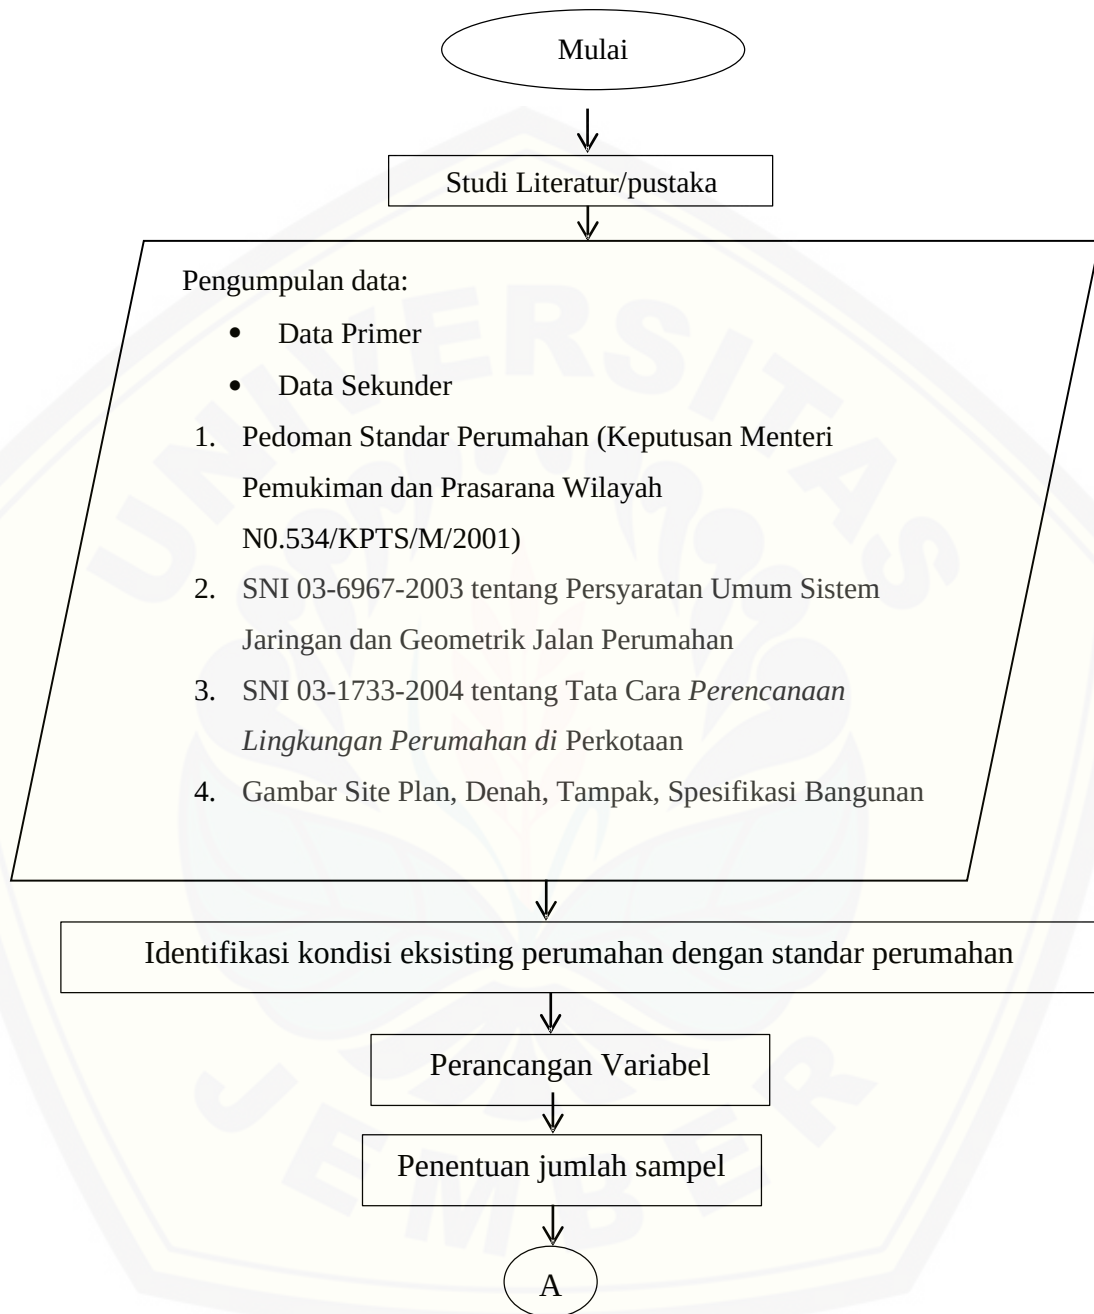 Mulai
Studi Literatur/pustaka
Pengumpulan data:
• Data Primer
• Data Sekunder
1. Pedoman Standar Perumahan (Keputusan Menteri
Pemukiman dan Prasarana Wilayah
N0.534/KPTS/M/2001)
2. SNI 03-6967-2003 tentang Persyaratan Umum Sistem
Jaringan dan Geometrik Jalan Perumahan
3. SNI 03-1733-2004 tentang Tata Cara Perencanaan
Lingkungan Perumahan di Perkotaan
4. Gambar Site Plan, Denah, Tampak, Spesifikasi Bangunan
Identifikasi kondisi eksisting perumahan dengan standar perumahan
Perancangan Variabel
Penentuan jumlah sampel
A
UNIVERSITAS
JEMBER